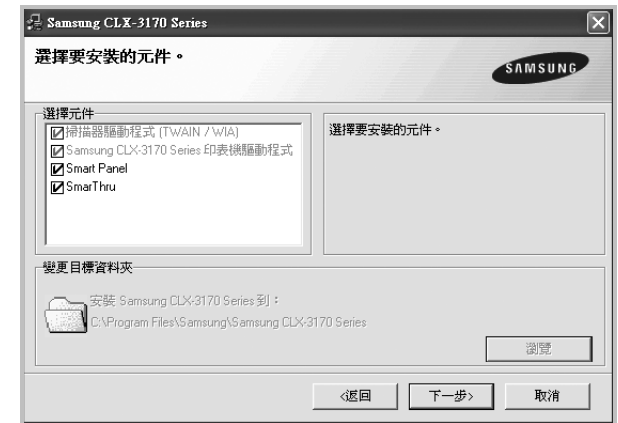 Samsung CLX-3170 Series
選擇要安裝的元件。
SAMSUNG
選擇元件
掃描器驅動程式 (TWAIN / WIA)
Samsung CLX-3170 Series 印表機驅動程式
Smart Panel
SmarThru
選擇要安裝的元件。
變更目標資料夾
安裝 Samsung CLX-3170 Series 到：
C:\Program Files\Samsung\Samsung CLX-3170 Series
瀏覽
<返回
下一步>
取消